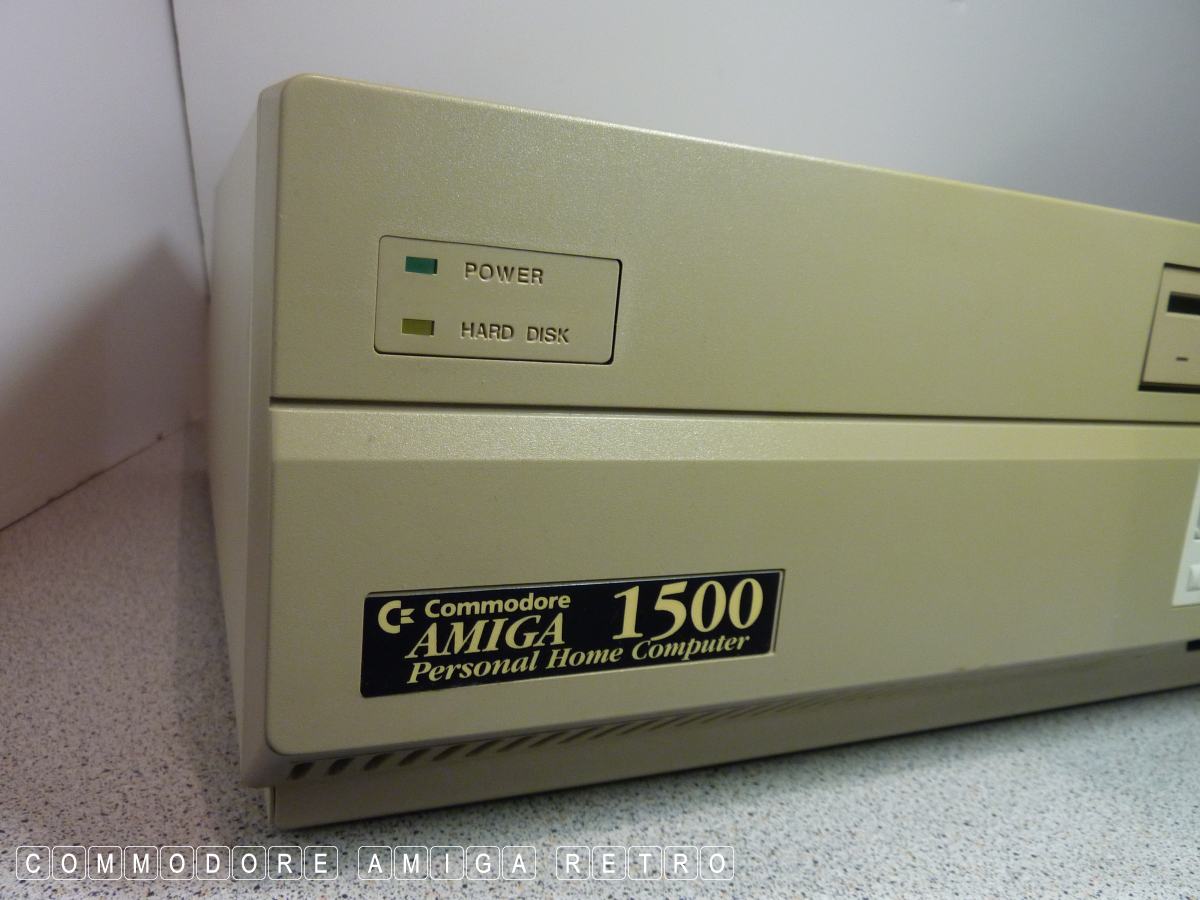 POWER
HARD DISK
Commodore
AMIGA 1500
Personal Home Computer
COMMODORE AMIGA RETRO